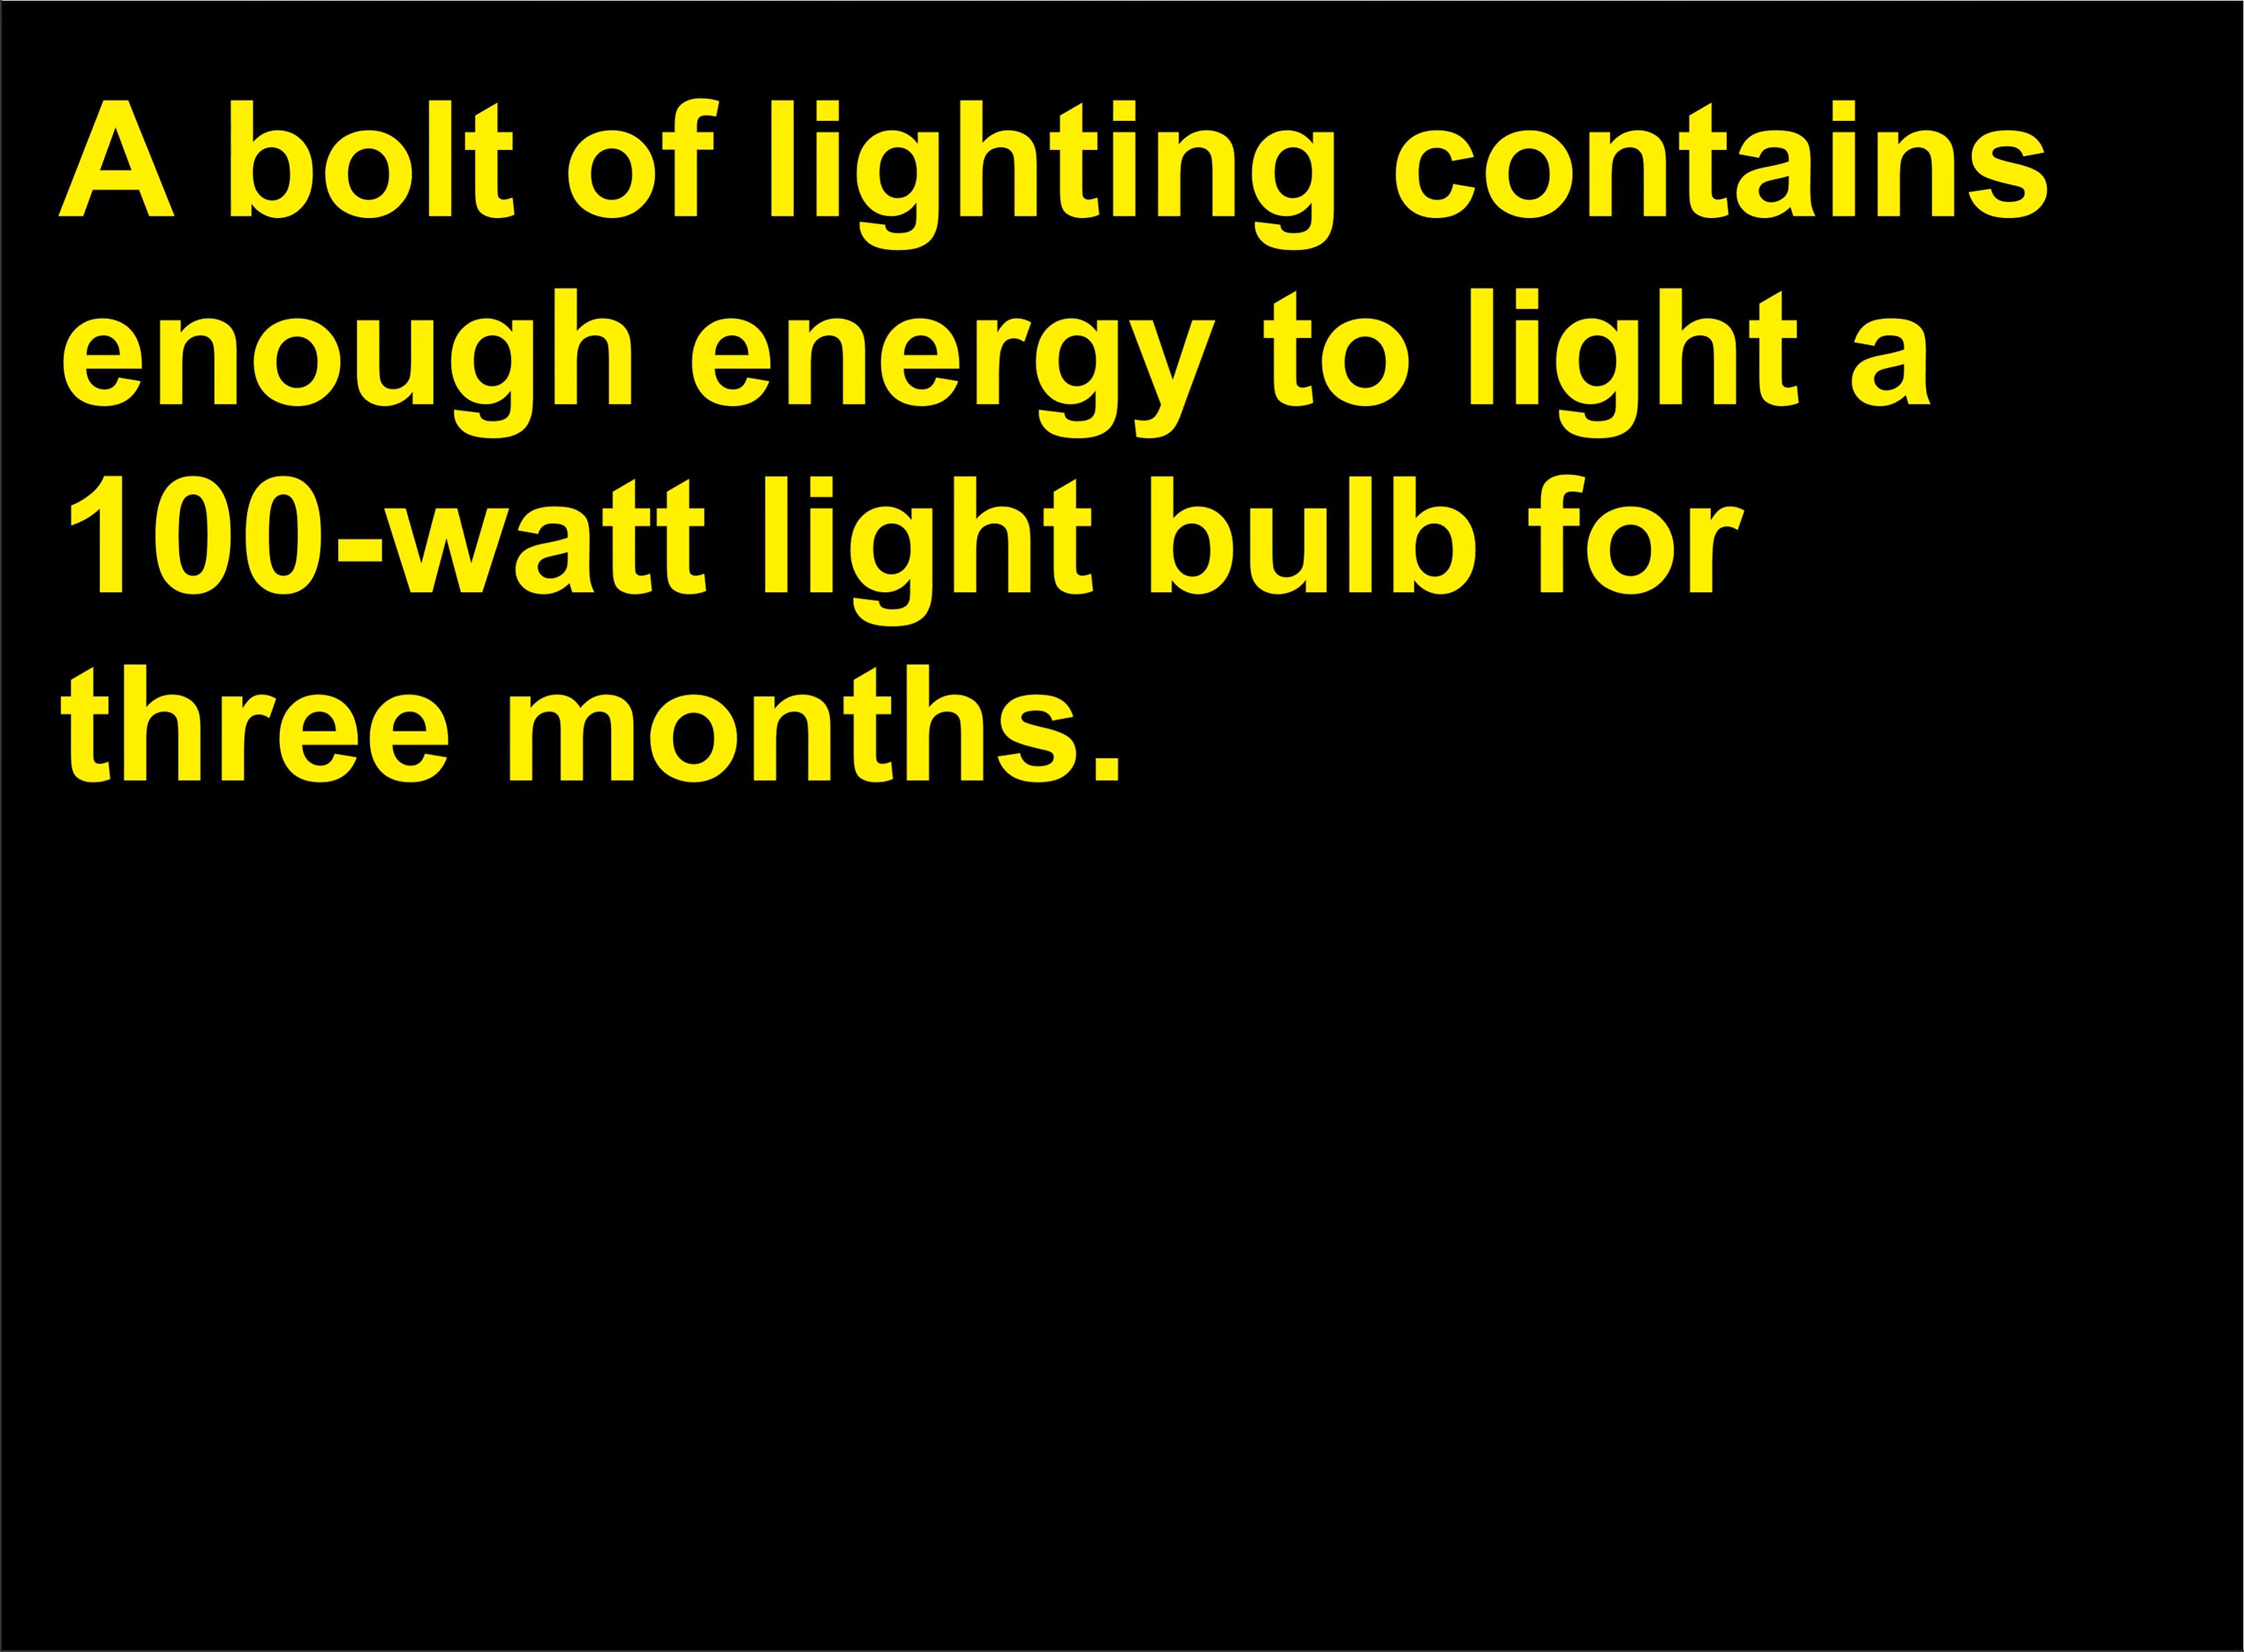 A bolt of lighting contains
enough energy to light a
100-watt light bulb for
three months.